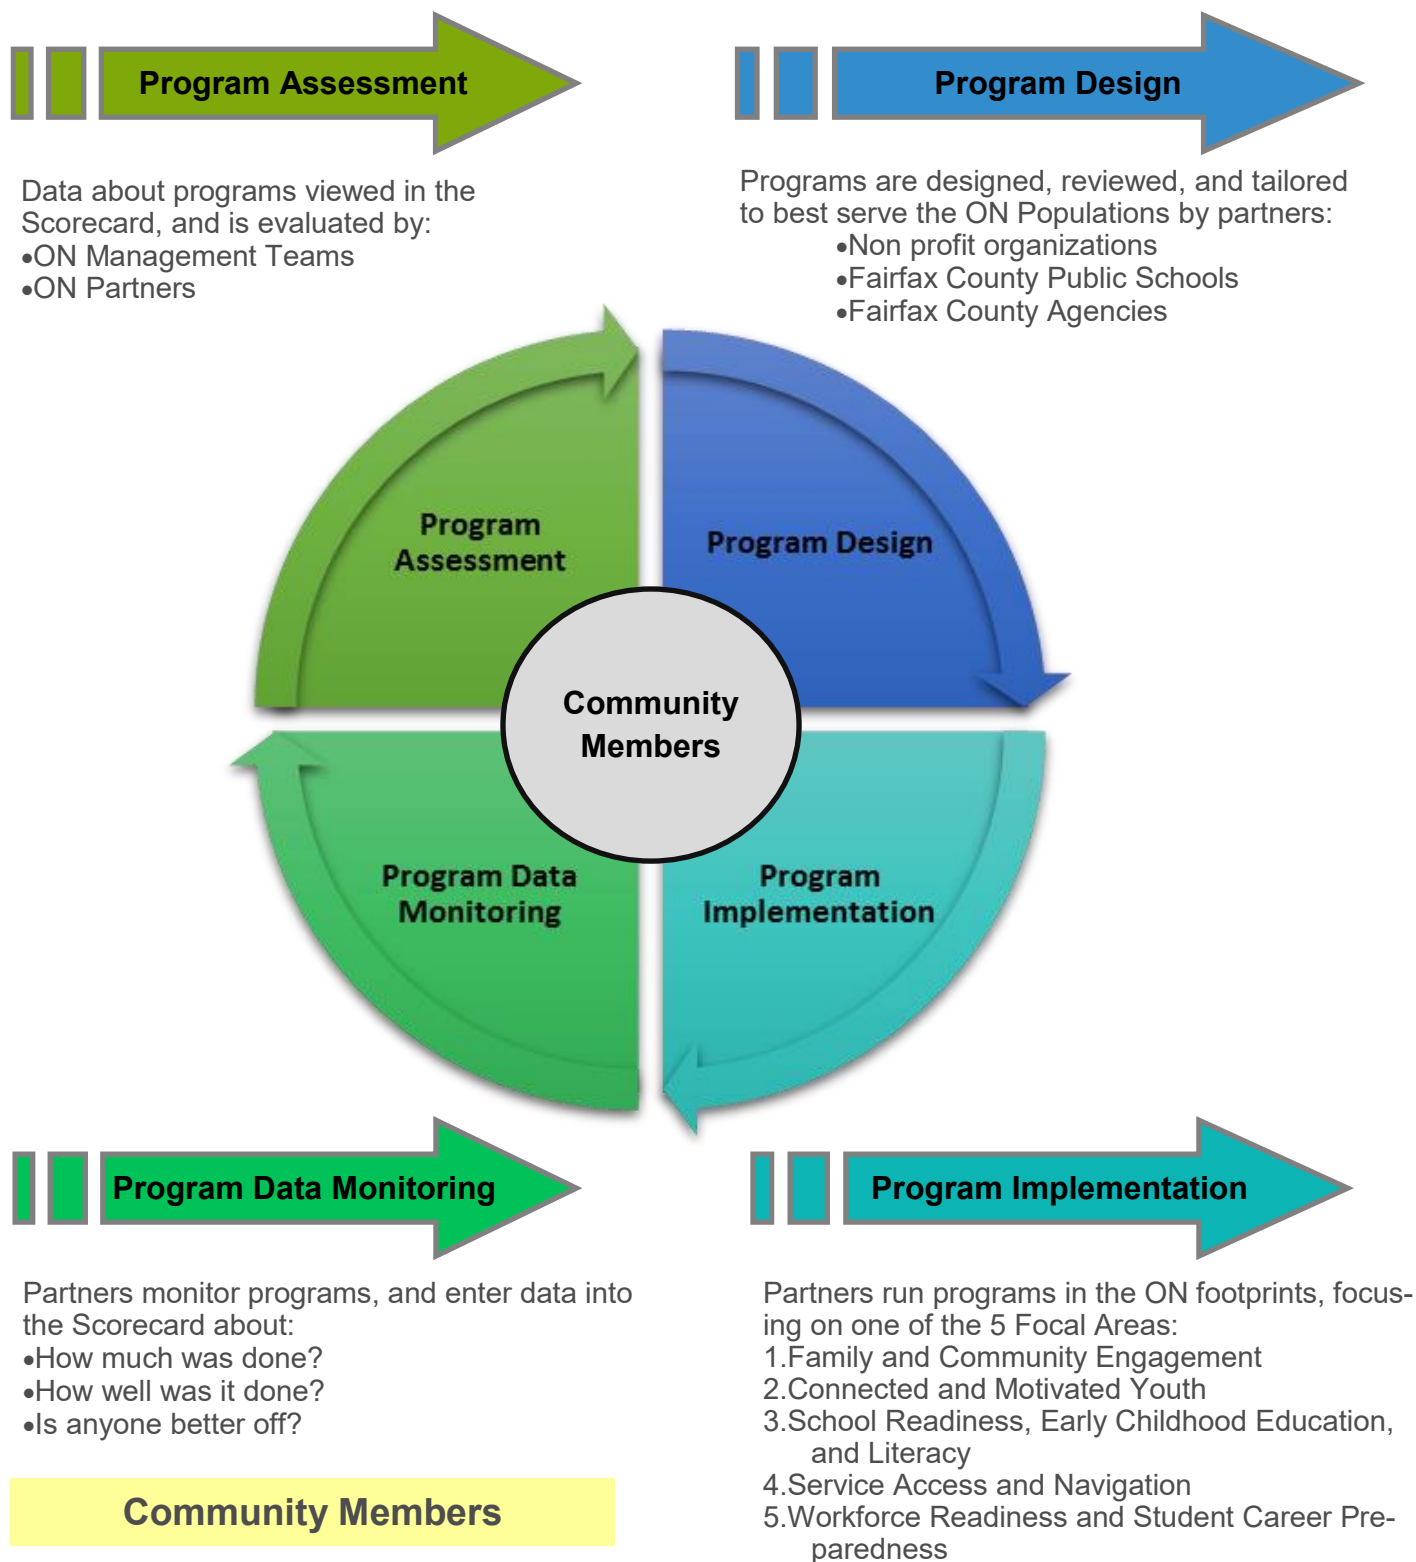 Program Assessment
Program Design
Data about programs viewed in the
Scorecard, and is evaluated by:
•ON Management Teams
•ON Partners
Programs are designed, reviewed, and tailored
to best serve the ON Populations by partners:
•Non profit organizations
•Fairfax County Public Schools
•Fairfax County Agencies
Program
Assessment
Program Design
Community
Members
Program Data
Monitoring
Program
Implementation
Program Data Monitoring
Program Implementation
Partners monitor programs, and enter data into
the Scorecard about:
•How much was done?
•How well was it done?
•Is anyone better off?
Community Members
Partners run programs in the ON footprints, focus-
ing on one of the 5 Focal Areas:
1.Family and Community Engagement
2.Connected and Motivated Youth
3.School Readiness, Early Childhood Education,
and Literacy
4.Service Access and Navigation
5.Workforce Readiness and Student Career Pre-
paredness